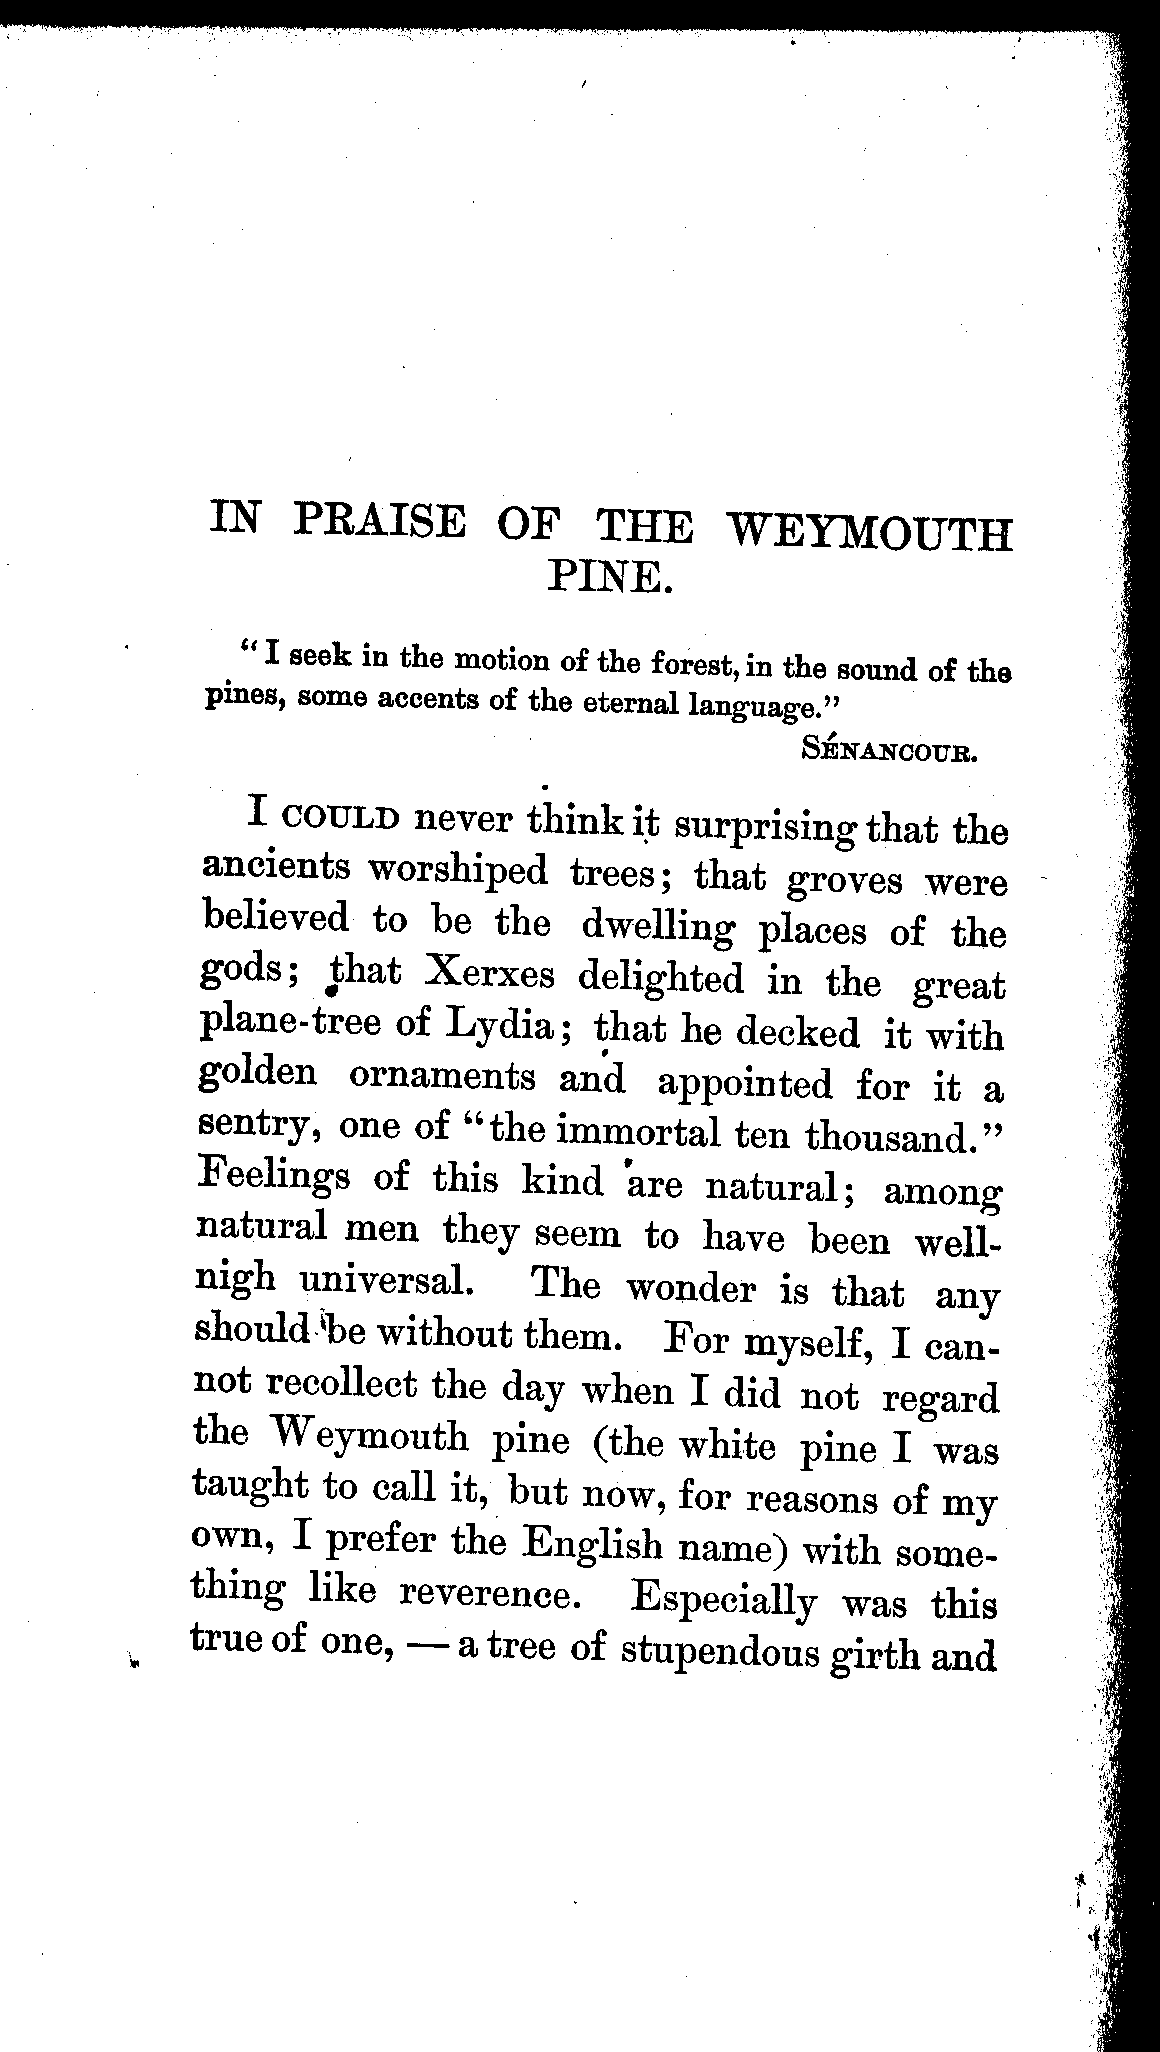 IN PRAISE OF THE WEYMOUTH
PINE.
“I seek in the motion of the forest, in the sound of the
pines, some accents of the eternal language.”
SÉNANCOUR.
I COULD never think it surprising that the
ancients worshiped trees; that groves were
believed to be the dwelling places of the
gods; that Xerxes delighted in the great
plane-tree of Lydia; that he decked it with
golden ornaments and appointed for it a
sentry, one of “the immortal ten thousand.”
Feelings of this kind are natural; among
natural men they seem to have been well-
nigh universal. The wonder is that any
should be without them. For myself, I can-
not recollect the day when I did not regard
the Weymouth pine (the white pine I was
taught to call it, but now, for reasons of my
own, I prefer the English name) with some-
thing like reverence. Especially was this
true of one, — a tree of stupendous girth and